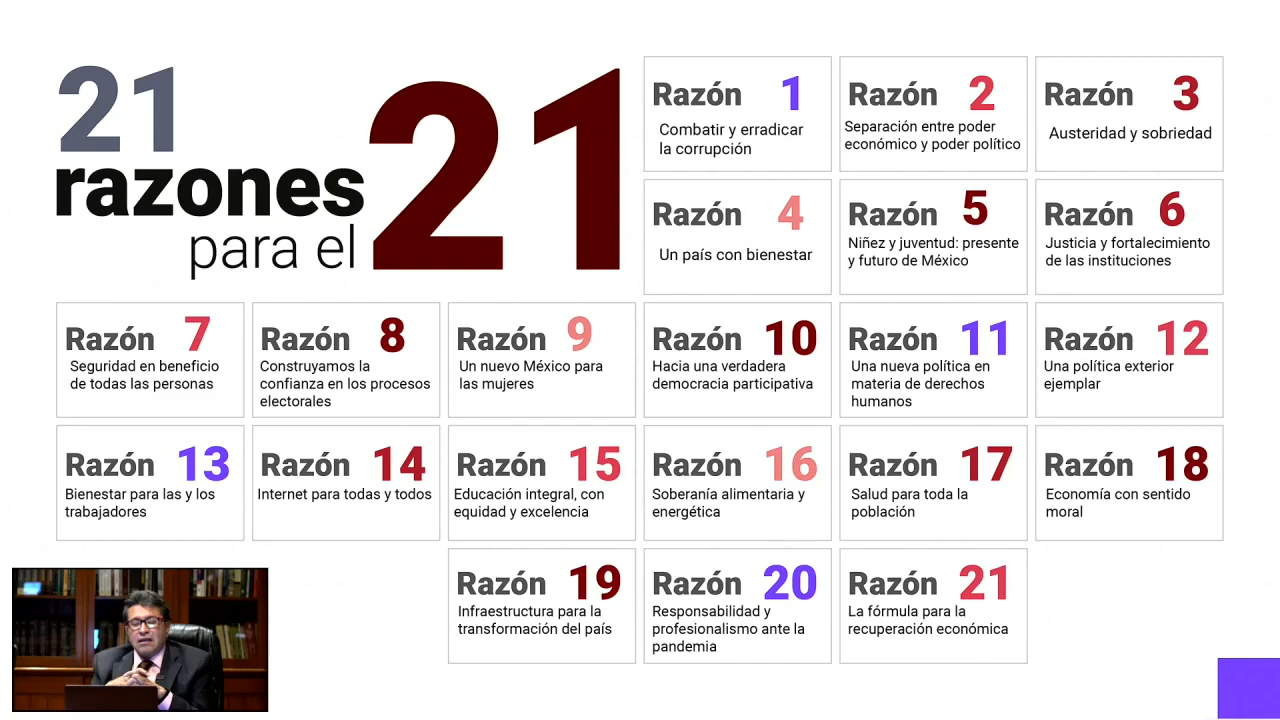 21
razones
para el
21
Razón 1
Combatir y erradicar
la corrupción
Razón 2
Separación entre poder
económico y poder político
Razón 3
Austeridad y sobriedad
Razón 4
Un país con bienestar
Razón 5
Niñez y juventud: presente
y futuro de México
Razón 6
Justicia y fortalecimiento
de las instituciones
Razón 7
Seguridad en beneficio
de todas las personas
Razón 8
Construyamos la
confianza en los procesos
electorales
Razón 9
Un nuevo México para
las mujeres
Razón 10
Hacia una verdadera
democracia participativa
Razón 11
Una nueva política en
materia de derechos
humanos
Razón 12
Una política exterior
ejemplar
Razón 13
Bienestar para las y los
trabajadores
Razón 14
Internet para todas y todos
Razón 15
Educación integral, con
equidad y excelencia
Razón 16
Soberanía alimentaria y
energética
Razón 17
Salud para toda la
población
Razón 18
Economía con sentido
moral
Razón 19
Infraestructura para la
transformación del país
Razón 20
Responsabilidad y
profesionalismo ante la
pandemia
Razón 21
La fórmula para la
recuperación económica